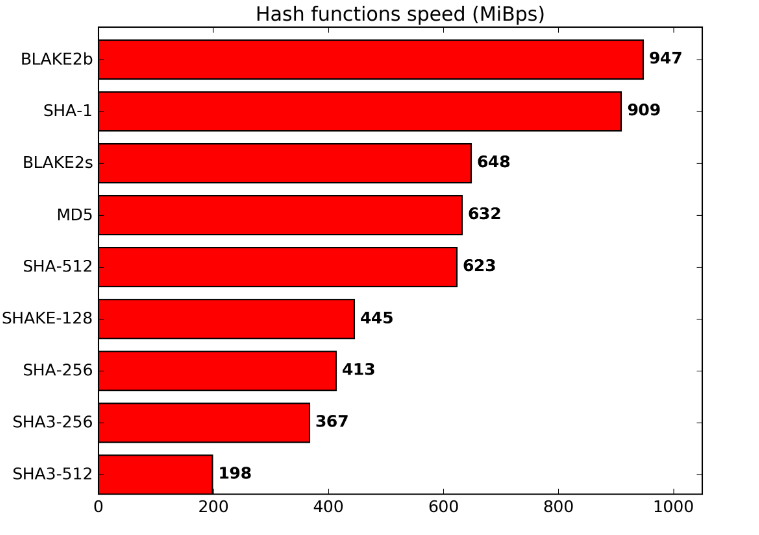 Hash functions speed (MiBps)
BLAKE2b 947
SHA-1 909
BLAKE2s 648
MD5 632
SHA-512 623
SHAKE-128 445
SHA-256 413
SHA3-256 367
SHA3-512 198
0 200 400 600 800 1000